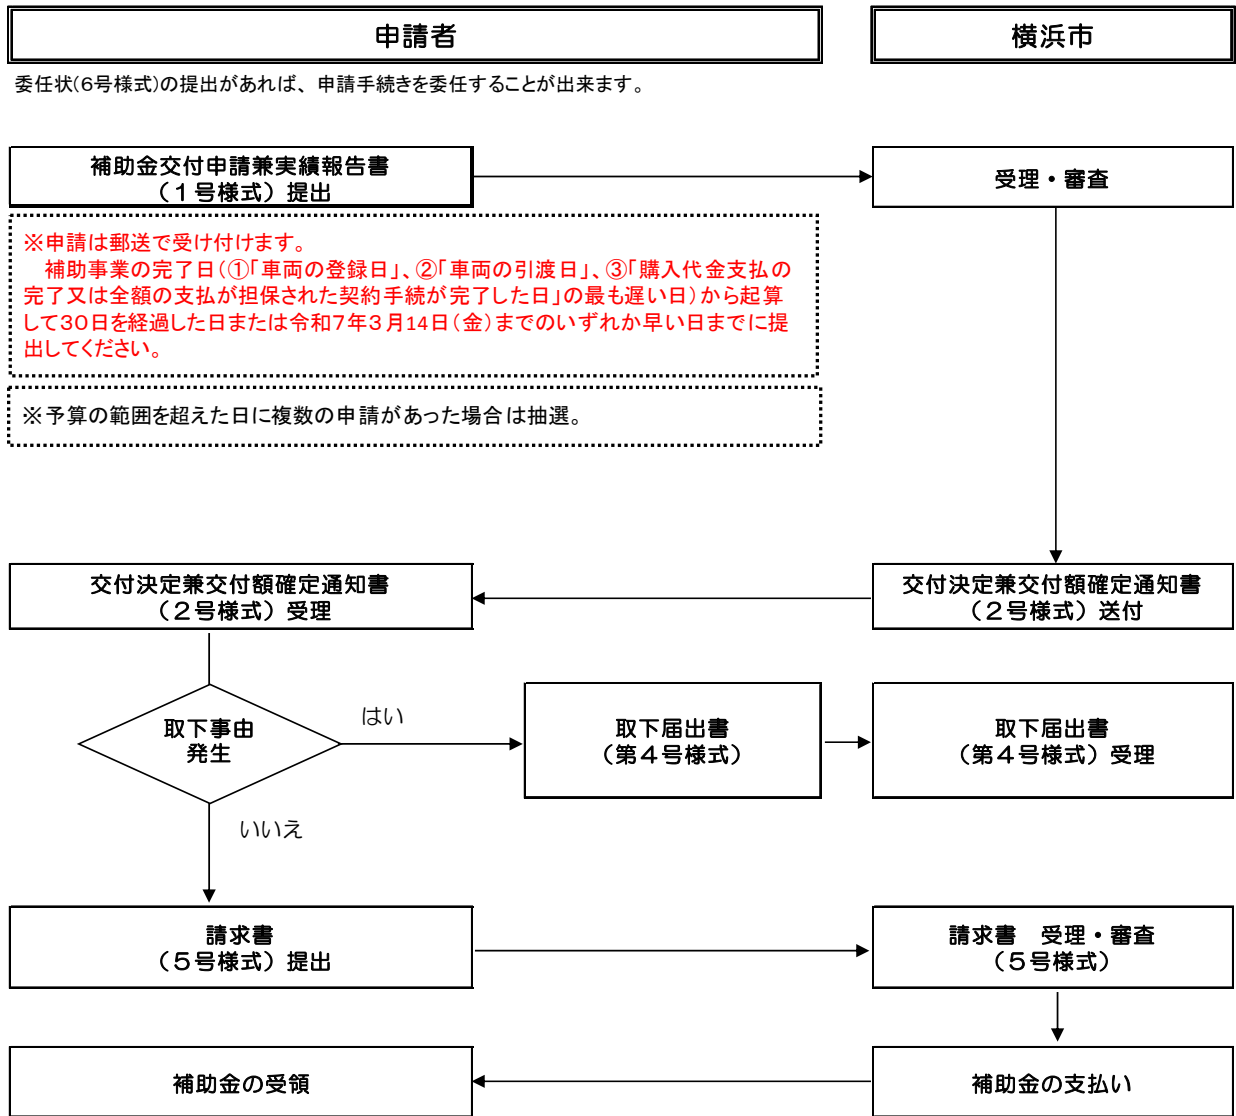 申請者
横浜市
委任状(6号様式)の提出があれば、申請手続きを委任することが出来ます。
補助金交付申請兼実績報告書
（１号様式）提出
受理・審査
※申請は郵送で受け付けます。
補助事業の完了日（①「車両の登録日」、②「車両の引渡日」、③「購入代金支払の
完了又は全額の支払が担保された契約手続が完了した日」の最も遅い日）から起算
して３０日を経過した日または令和７年３月14日（金）までのいずれか早い日までに提
出してください。
※予算の範囲を超えた日に複数の申請があった場合は抽選。
交付決定兼交付額確定通知書
（２号様式）受理
交付決定兼交付額確定通知書
（２号様式）送付
取下事由
発生
はい
取下届出書
（第４号様式）
取下届出書
（第４号様式）受理
いいえ
請求書
（５号様式）提出
請求書　受理・審査
（５号様式）
補助金の受領
補助金の支払い